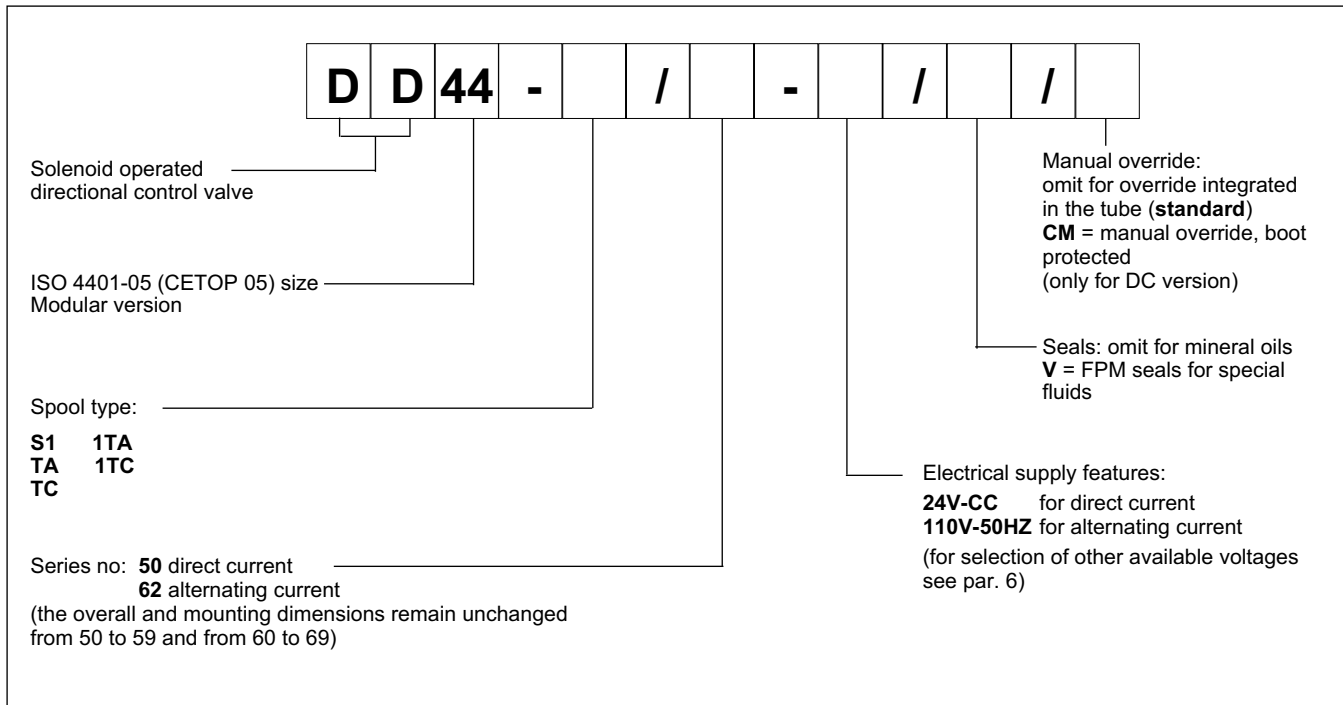 D D 44 - / - / /
Solenoid operated
directional control valve
ISO 4401-05 (CETOP 05) size
Modular version
Spool type:
S1 1TA
TA 1TC
TC
Series no: 50 direct current
62 alternating current
(the overall and mounting dimensions remain unchanged
from 50 to 59 and from 60 to 69)
Manual override:
omit for override integrated
in the tube (standard)
CM = manual override, boot
protected
(only for DC version)
Seals: omit for mineral oils
V = FPM seals for special
fluids
Electrical supply features:
24V-CC for direct current
110V-50HZ for alternating current
(for selection of other available voltages
see par. 6)